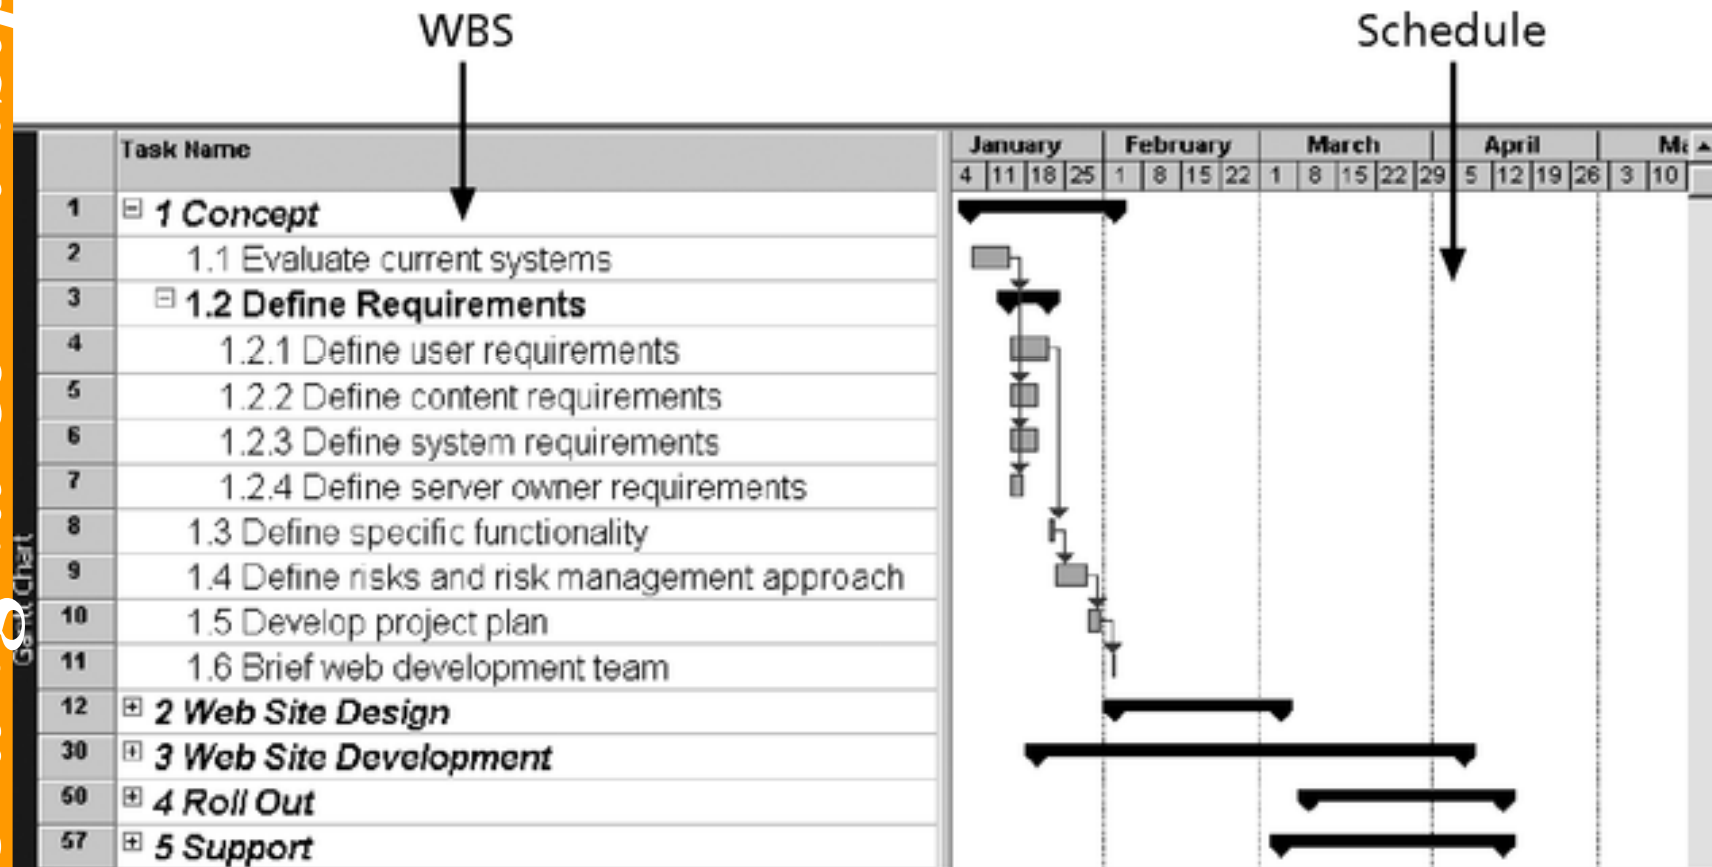 WBS Schedule
Task Name January February March April
4 11 18 25 1 8 15 22 1 8 15 22 29 5 12 19 26 3 10
1 1 Concept
2 1.1 Evaluate current systems
3 1.2 Define Requirements
4 1.2.1 Define user requirements
5 1.2.2 Define content requirements
6 1.2.3 Define system requirements
7 1.2.4 Define server owner requirements
8 1.3 Define specific functionality
9 1.4 Define risks and risk management approach
10 1.5 Develop project plan
11 1.6 Brief web development team
12 2 Web Site Design
30 3 Web Site Development
50 4 Roll Out
57 5 Support
Gantt Chart